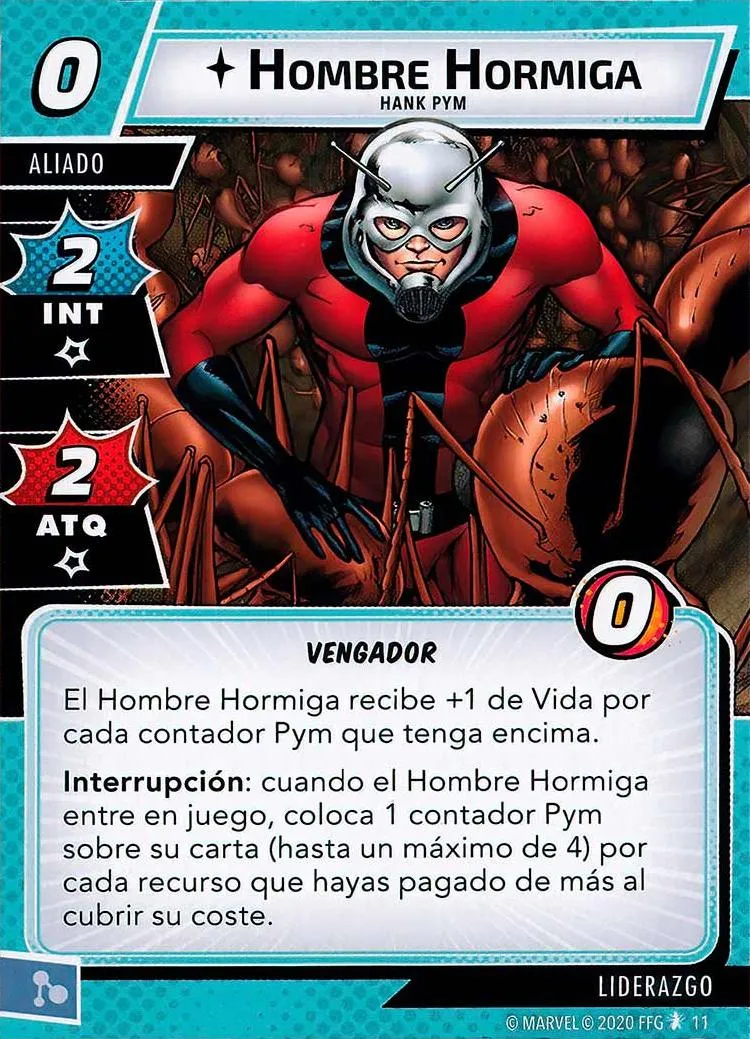 0
HOMBRE HORMIGA
HANK PYM
ALIADO
2
INT
2
ATQ
0
VENGADOR
El Hombre Hormiga recibe +1 de Vida por
cada contador Pym que tenga encima.
Interrupción: cuando el Hombre Hormiga
entre en juego, coloca 1 contador Pym
sobre su carta (hasta un máximo de 4) por
cada recurso que hayas pagado de más al
cubrir su coste.
LIDERAZGO
© MARVEL © 2020 FFG 11